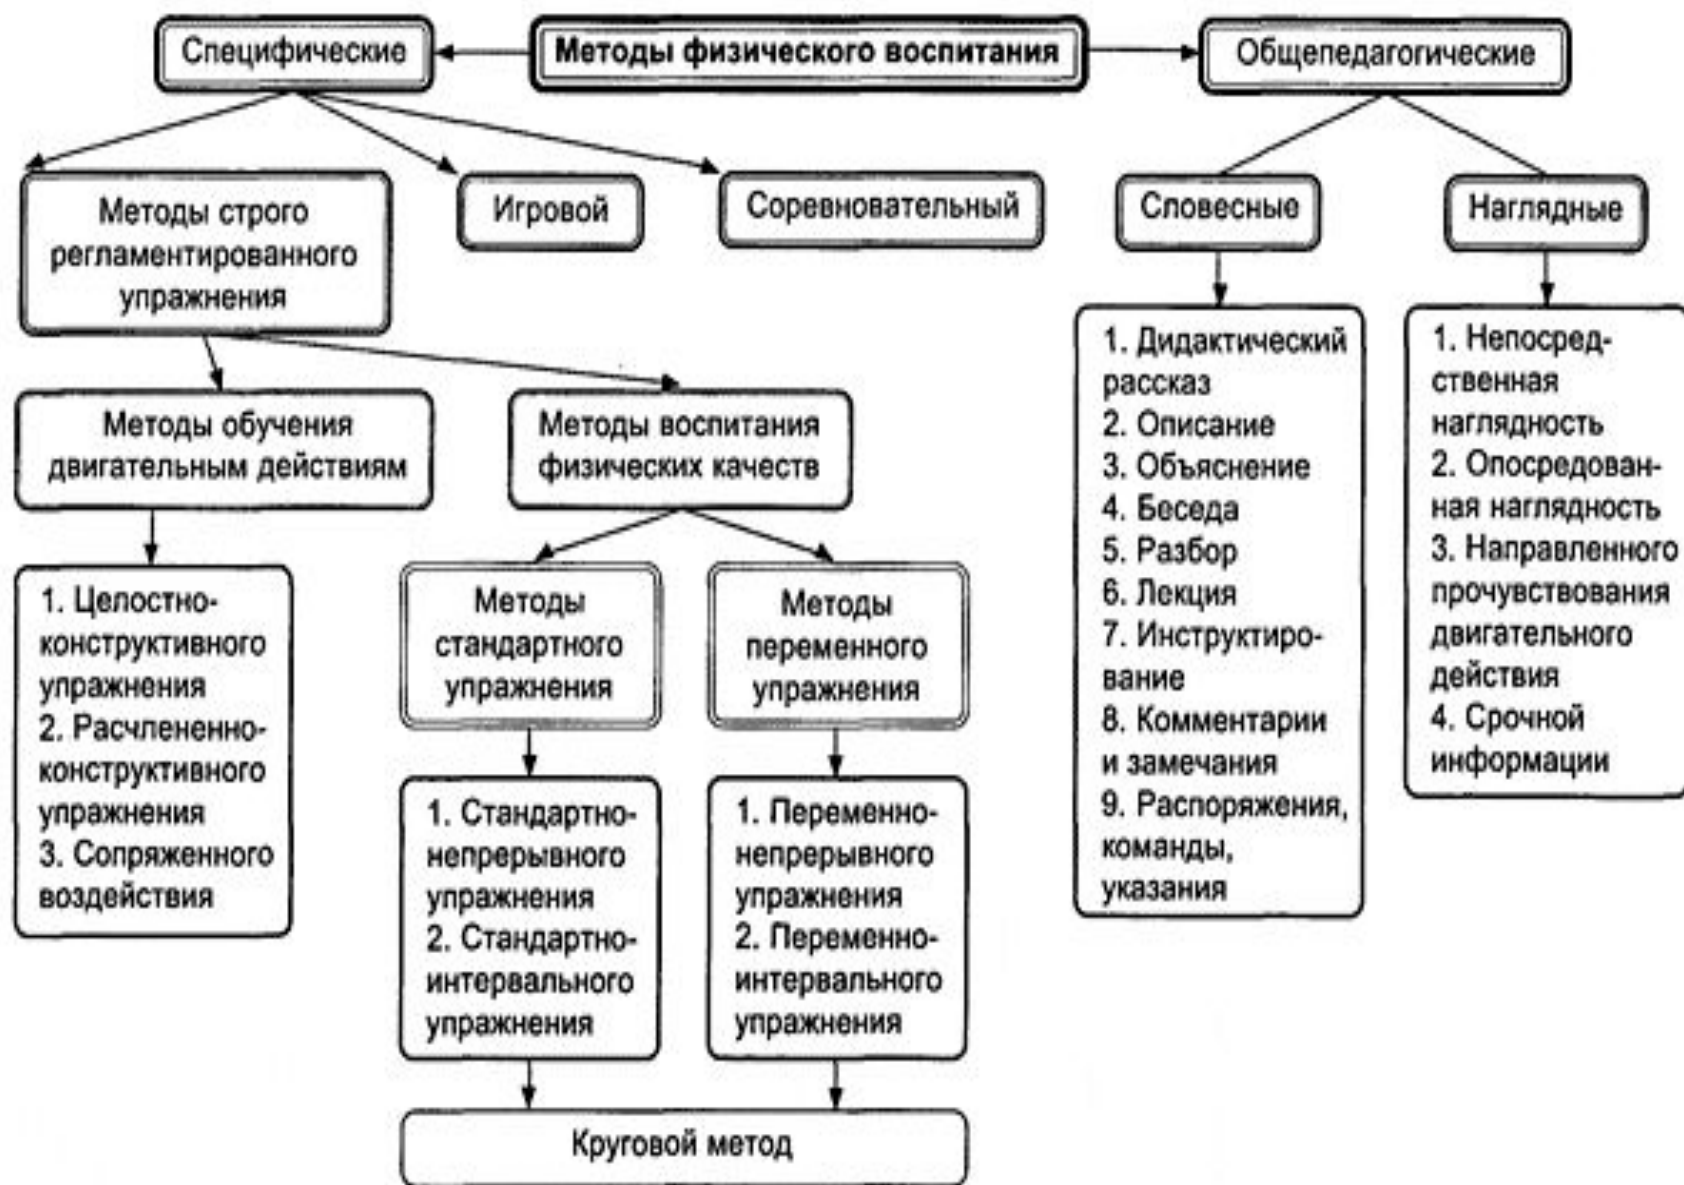 Методы физического воспитания
Специфические
Общепедагогические
Методы строго
регламентированного
упражнения
Игровой
Соревновательный
Словесные
Наглядные
Методы обучения
двигательным действиям
Методы воспитания
физических качеств
1. Целостно-
конструктивного
упражнения
2. Расчлененно-
конструктивного
упражнения
3. Сопряженного
воздействия
Методы
стандартного
упражнения
Методы
переменного
упражнения
1. Стандартно-
непрерывного
упражнения
2. Стандартно-
интервального
упражнения
1. Переменно-
непрерывного
упражнения
2. Переменно-
интервального
упражнения
Круговой метод
1. Дидактический
рассказ
2. Описание
3. Объяснение
4. Беседа
5. Разбор
6. Лекция
7. Инструктиро-
вание
8. Комментарии
и замечания
9. Распоряжения,
команды,
указания
1. Непосред-
ственная
наглядность
2. Опосредован-
ная наглядность
3. Направленного
прочувствования
двигательного
действия
4. Срочной
информации